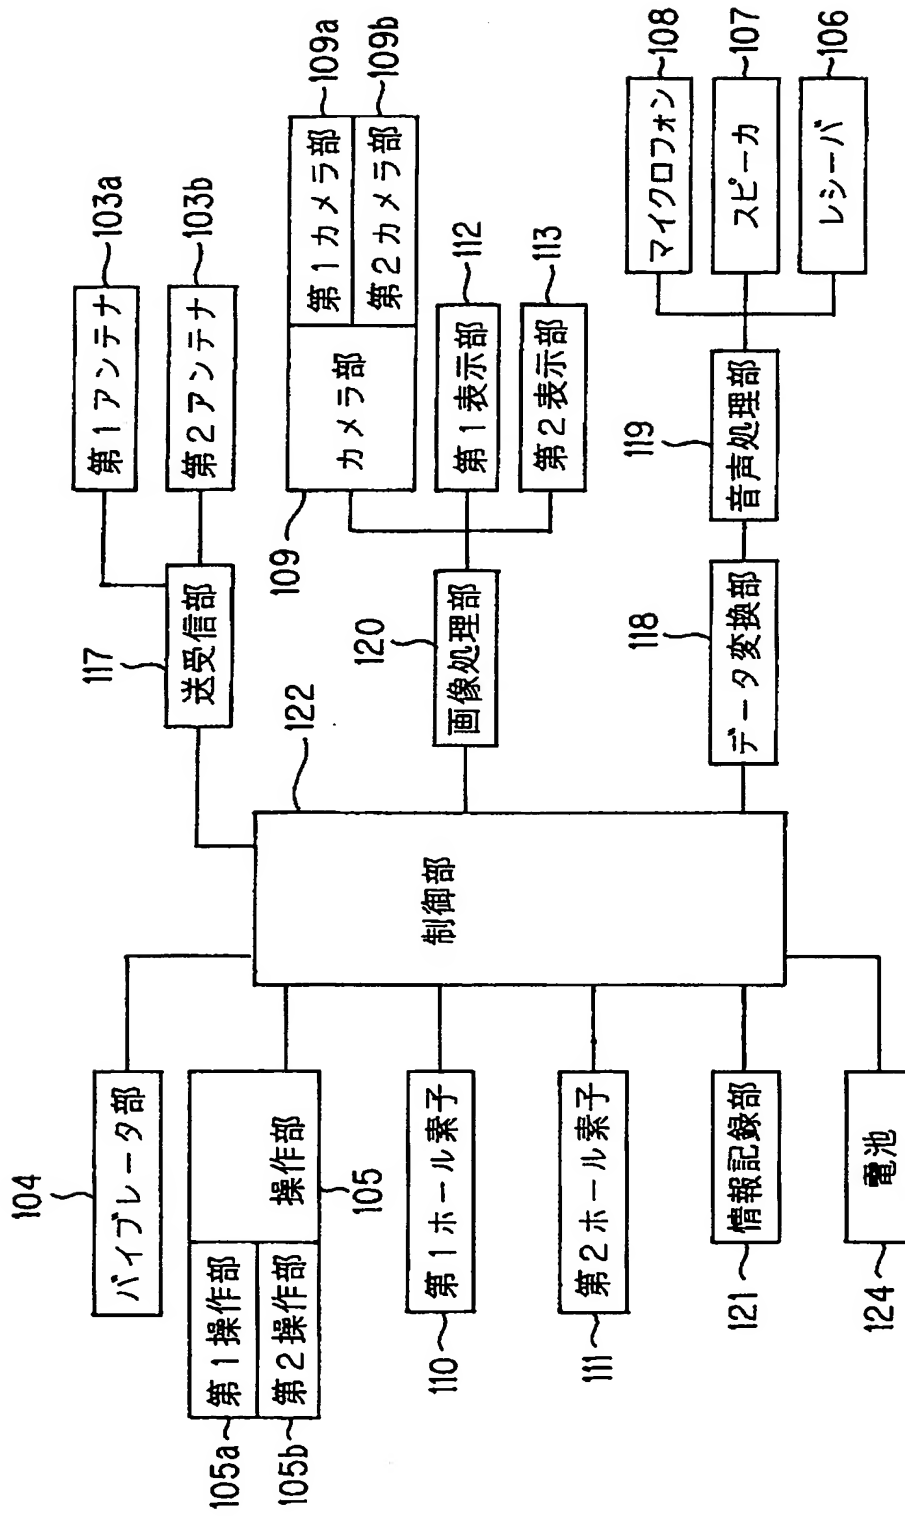 104
バイブレータ部
105a
第1操作部
105b
第2操作部
操作部
105
110
第1ホール素子
111
第2ホール素子
121
情報記録部
124
電池
122
制御部
117
送受信部
第1アンテナ
103a
第2アンテナ
103b
120
画像処理部
109
カメラ部
第1カメラ部
109a
第2カメラ部
109b
第1表示部
112
第2表示部
113
118
データ変換部
119
音声処理部
マイクロフォン
108
スピーカ
107
レシーバ
106